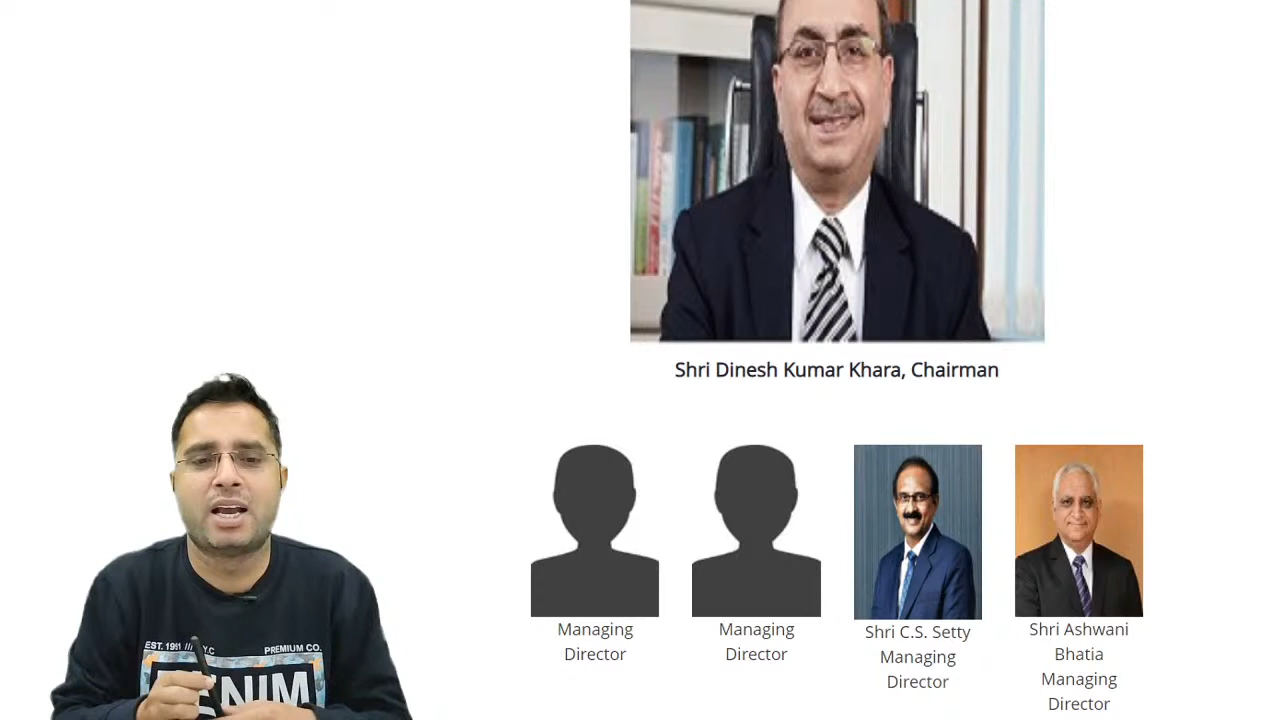 Shri Dinesh Kumar Khara, Chairman
Managing
Director
Managing
Director
Shri C.S. Setty
Managing
Director
Shri Ashwani
Bhatia
Managing
Director
EST. 1991 //
Y.C
PREMIUM CO.
DENIM